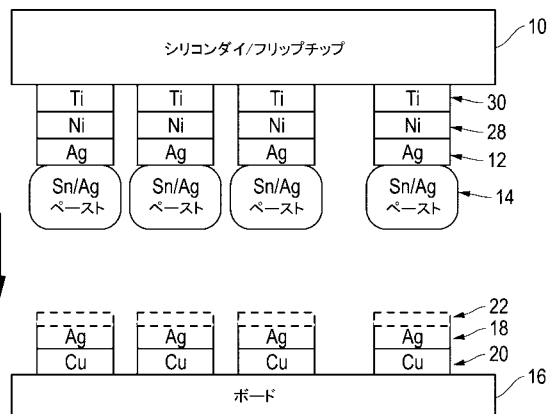 シリコンダイ/フリップチップ 10
Ti Ti Ti Ti 30
Ni Ni Ni Ni 28
Ag Ag Ag Ag 12
Sn/Ag Sn/Ag Sn/Ag Sn/Ag 14
ペースト ペースト ペースト ペースト
22
Ag Ag Ag Ag 18
Cu Cu Cu Cu 20
ボード 16